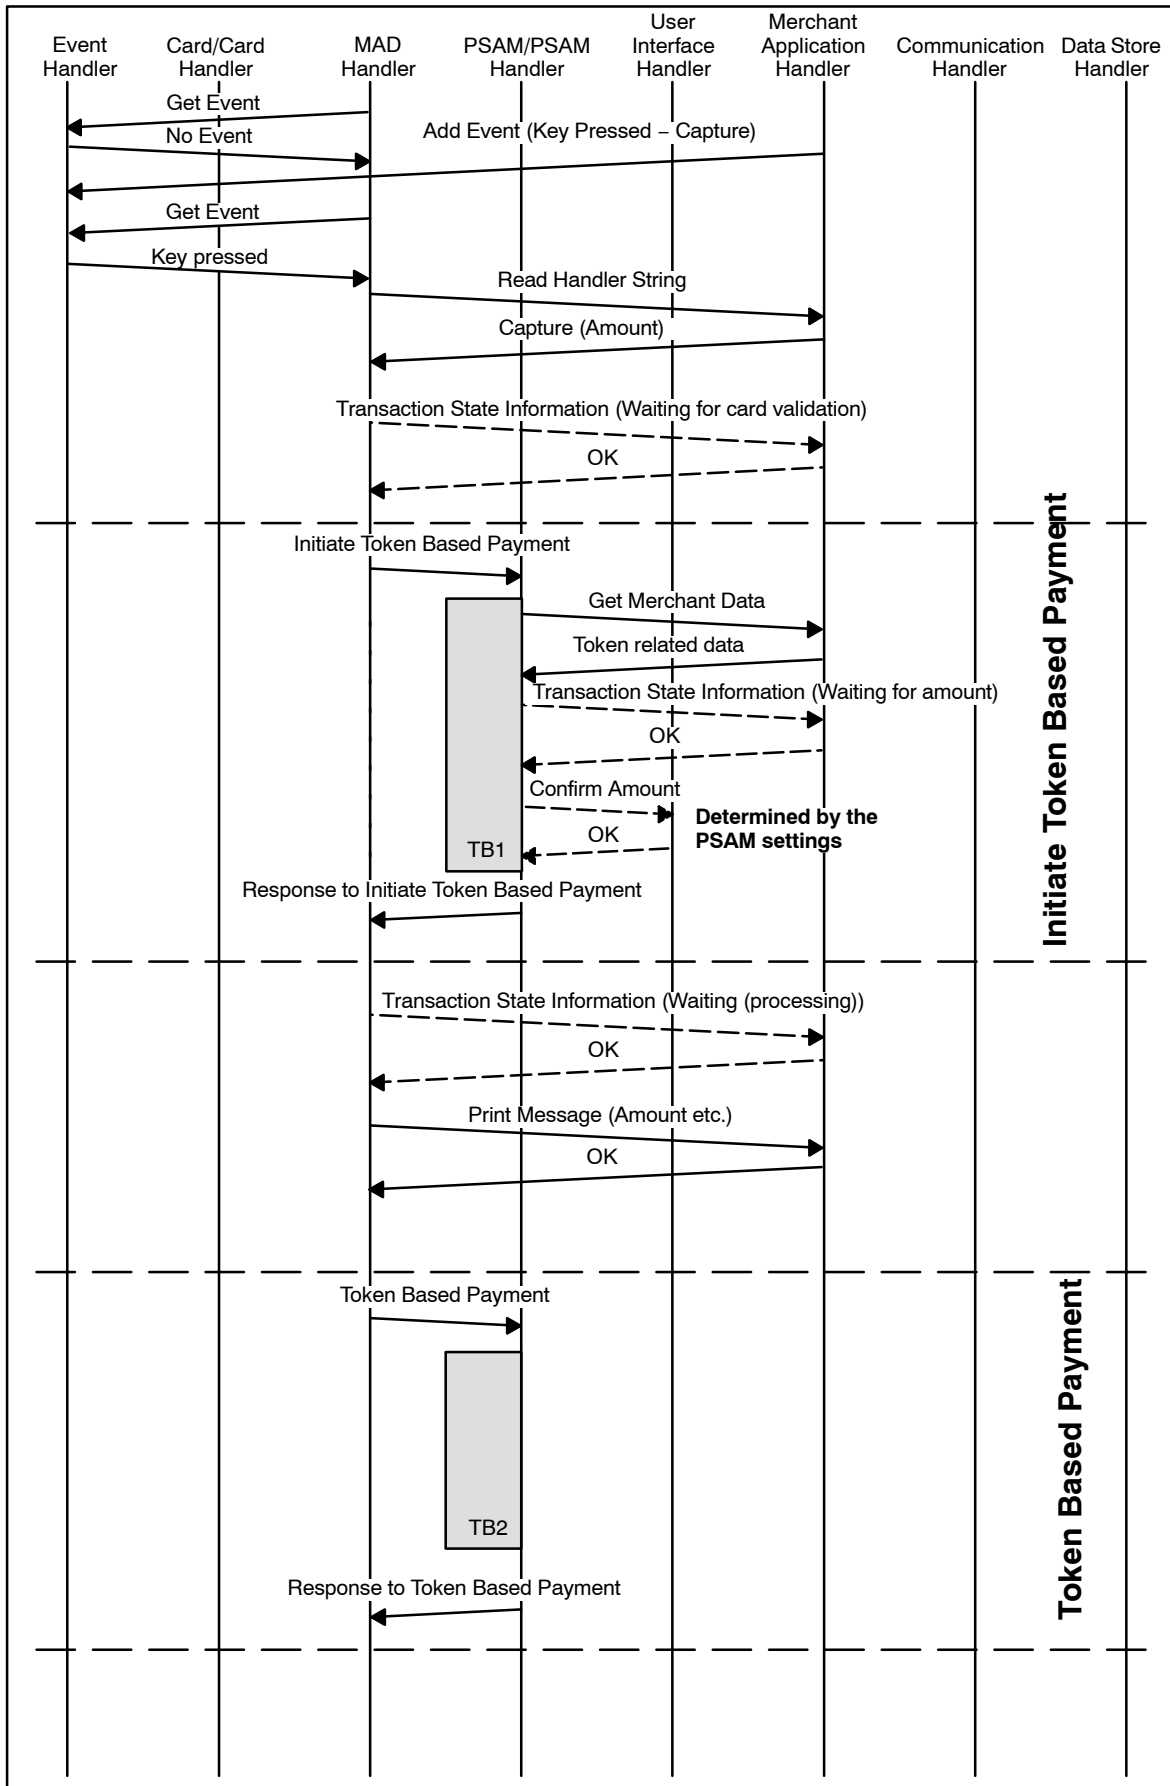 Event
Handler
Card/Card
Handler
MAD
Handler
PSAM/PSAM
Handler
User
Interface
Handler
Merchant
Application
Handler
Communication
Handler
Data Store
Handler
Get Event
No Event
Add Event (Key Pressed – Capture)
Get Event
Key pressed
Read Handler String
Capture (Amount)
Transaction State Information (Waiting for card validation)
OK
Initiate Token Based Payment
Initiate Token Based Payment
Get Merchant Data
Token related data
Transaction State Information (Waiting for amount)
OK
Confirm Amount
Determined by the
PSAM settings
OK
TB1
Response to Initiate Token Based Payment
Transaction State Information (Waiting (processing))
OK
Print Message (Amount etc.)
OK
Token Based Payment
Token Based Payment
TB2
Response to Token Based Payment